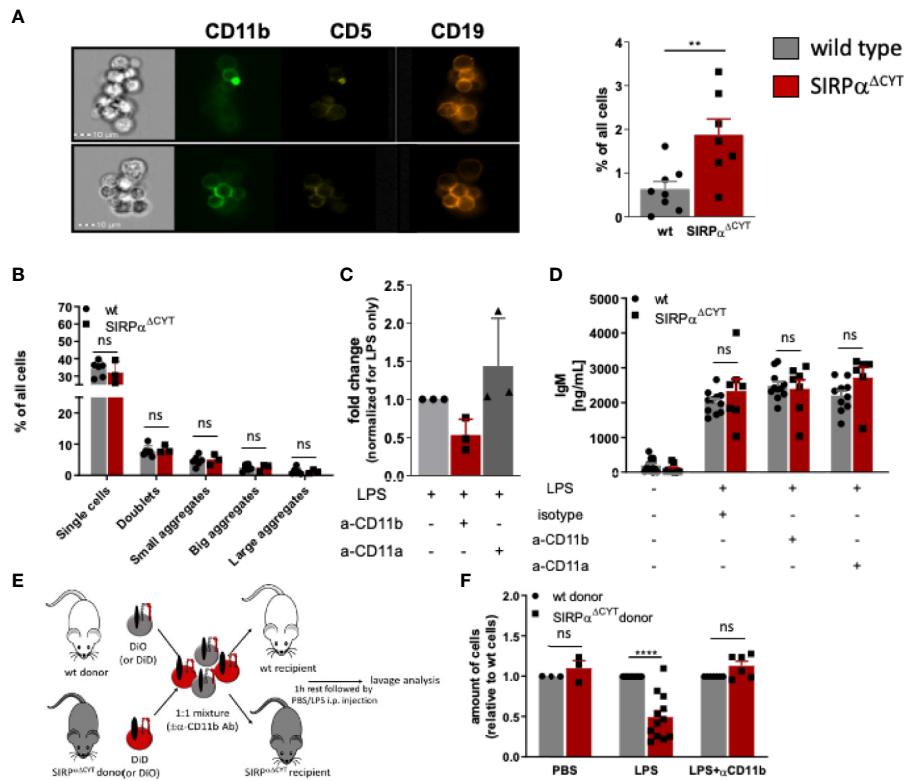 A
CD11b CD5 CD19
10 μm
10 μm
4
3
2
1
0
% of all cells
**
wt SIRPα ΔCYT
wild type
SIRPα ΔCYT
B
wt
SIRPα ΔCYT
% of all cells
70
60
50
40
30
20
10
0
ns ns ns ns ns
Single cells
Doublets
Small aggregates
Big aggregates
Large aggregates
C
fold change
(normalized for LPS only)
2.5
2.0
1.5
1.0
0.5
0.0
LPS + + +
a-CD11b - + -
a-CD11a - - +
D
wt
SIRPα ΔCYT
IgM
[ng/mL]
5000
4000
3000
2000
1000
0
ns ns ns
LPS - + + +
isotype - + - -
a-CD11b - - + -
a-CD11a - - - +
E
wt donor
DiO
(or DiD)
SIRPα ΔCYT donor
DiD
(or DiO)
1:1 mixture
(±α-CD11b Ab)
wt recipient
SIRPα ΔCYT
recipient
1h rest followed by
PBS/LPS i.p. injection
lavage analysis
F
wt donor
SIRPα ΔCYT donor
amount of cells
(relative to wt cells)
2.0
1.5
1.0
0.5
0.0
ns **** ns
PBS LPS LPS+αCD11b